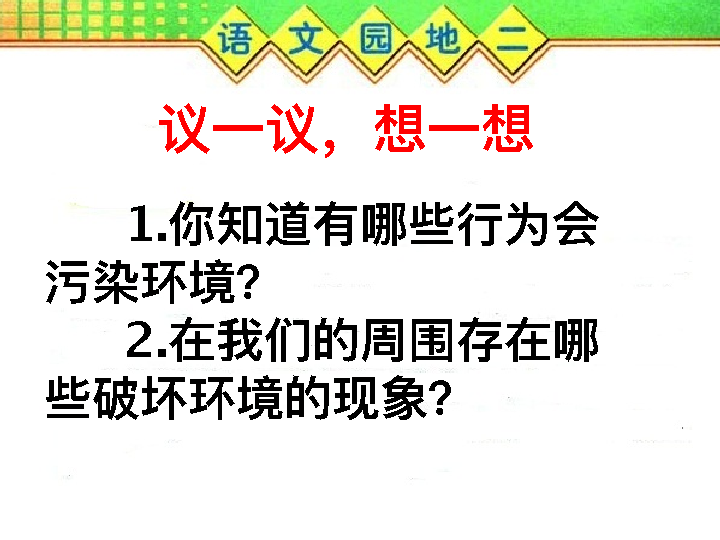 语文园地二
议一议，想一想
1.你知道有哪些行为会
污染环境?
2.在我们的周围存在哪
些破坏环境的现象?